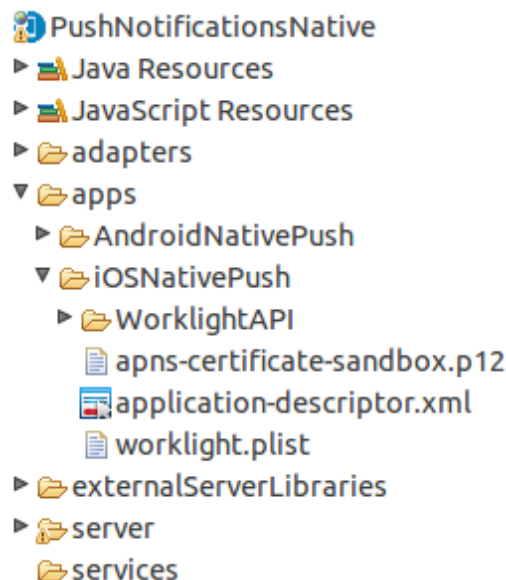 PushNotificationsNative
Java Resources
JavaScript Resources
adapters
apps
AndroidNativePush
iOSNativePush
WorklightAPI
apns-certificate-sandbox.p12
application-descriptor.xml
worklight.plist
externalServerLibraries
server
services